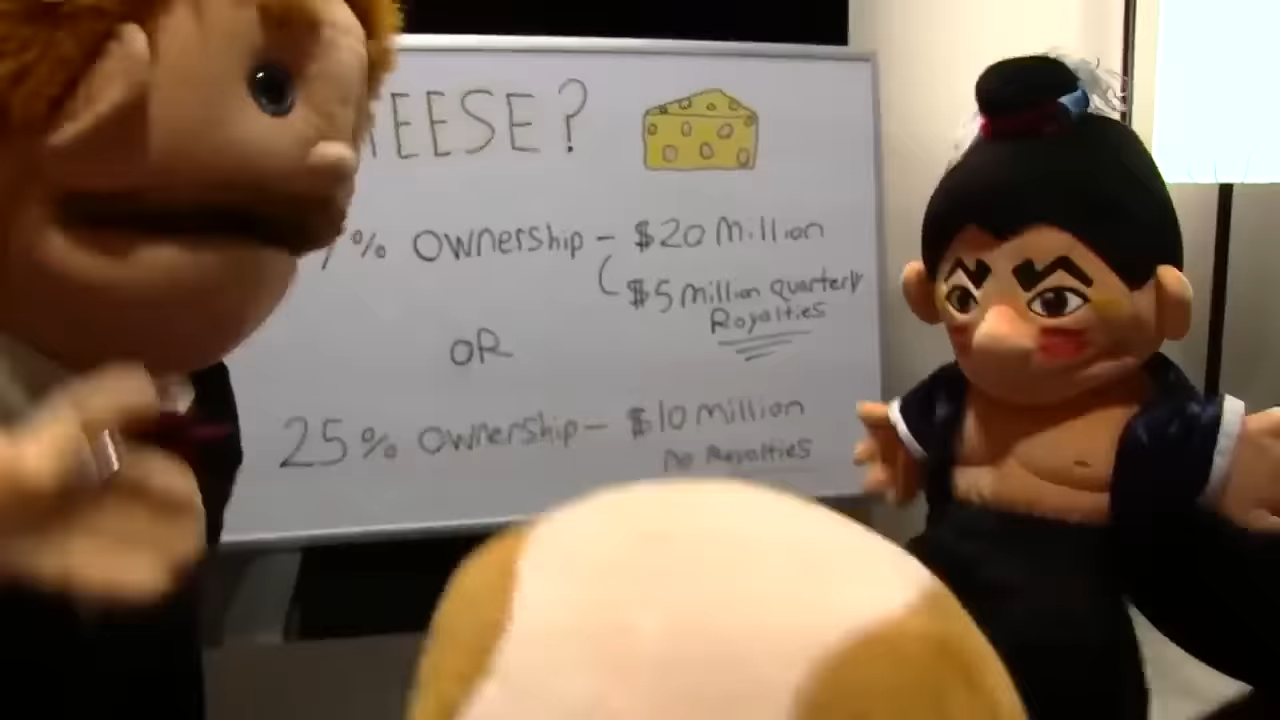 EESE?
% OWNERSHIP - $20 Million
$5 Million quarterly
Royalties
OR
25% OWNERSHIP - $10 Million
no Royalties